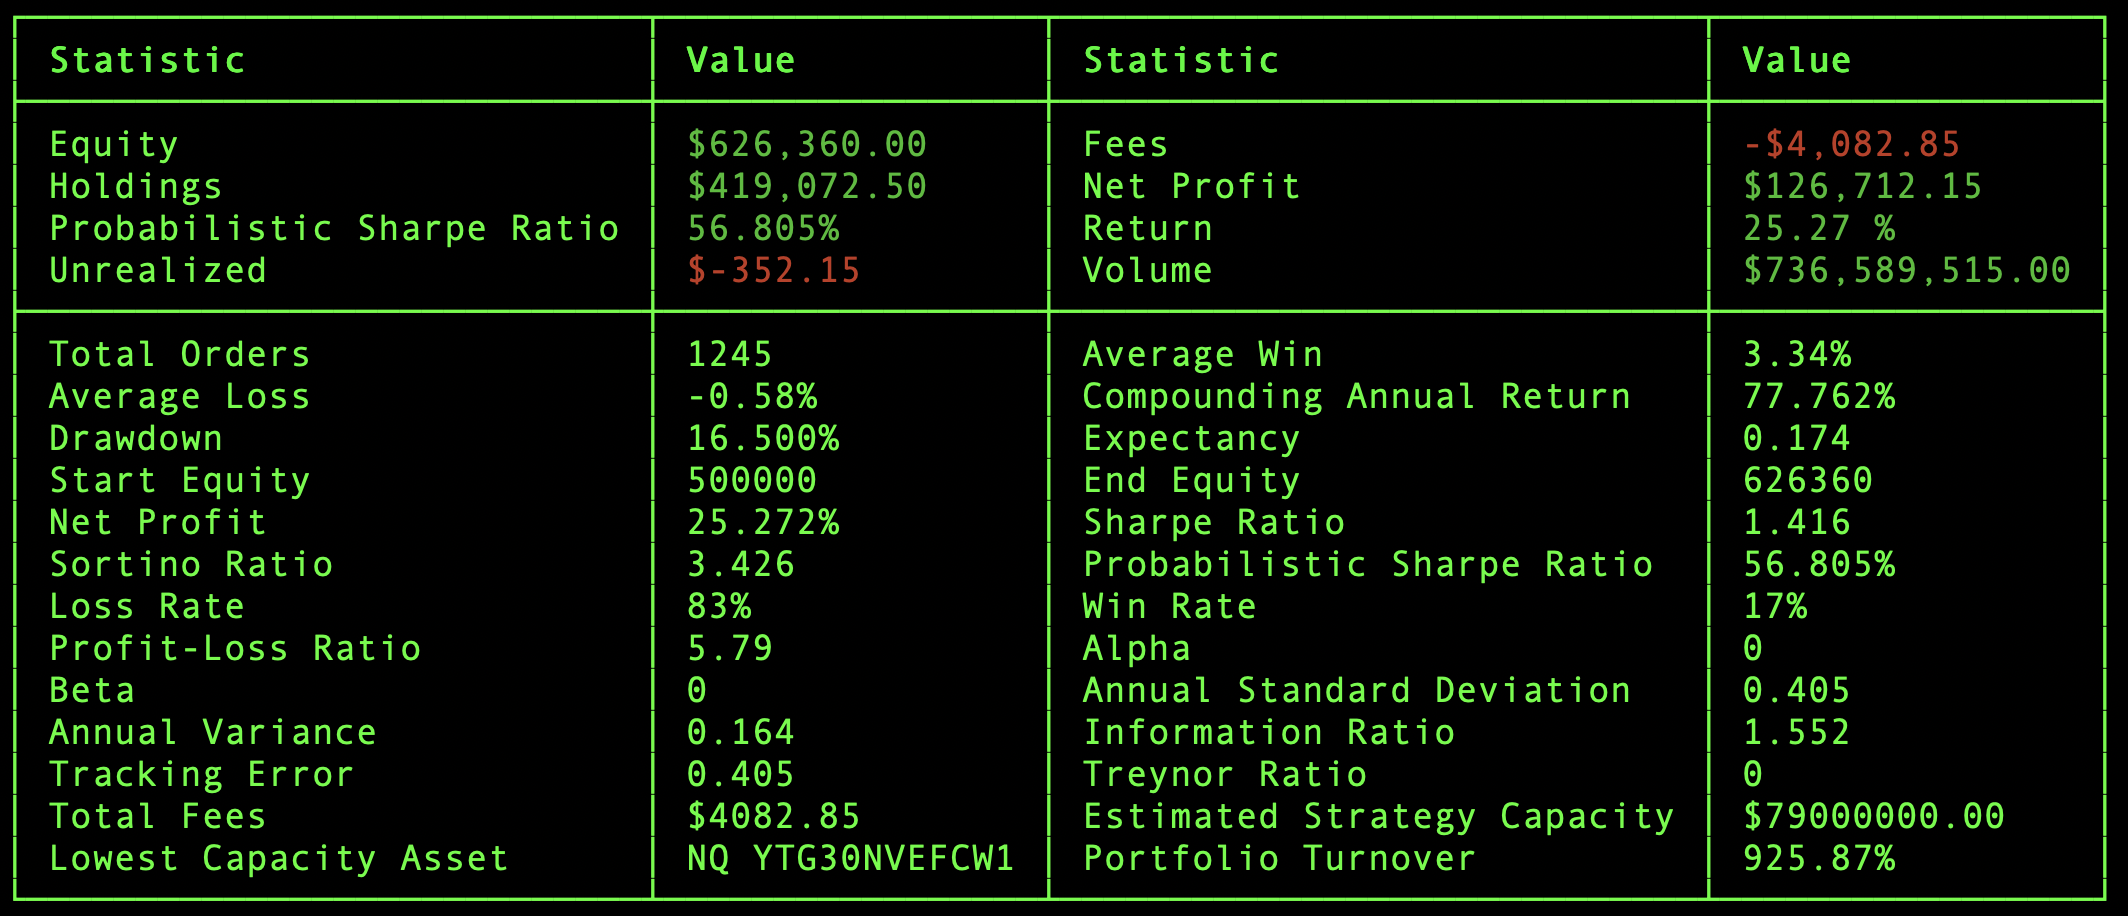 Statistic Value Statistic Value
Equity $626,360.00 Fees -$4,082.85
Holdings $419,072.50 Net Profit $126,712.15
Probabilistic Sharpe Ratio 56.805% Return 25.27 %
Unrealized $-352.15 Volume $736,589,515.00
Total Orders 1245 Average Win 3.34%
Average Loss -0.58% Compounding Annual Return 77.762%
Drawdown 16.500% Expectancy 0.174
Start Equity 500000 End Equity 626360
Net Profit 25.272% Sharpe Ratio 1.416
Sortino Ratio 3.426 Probabilistic Sharpe Ratio 56.805%
Loss Rate 83% Win Rate 17%
Profit-Loss Ratio 5.79 Alpha 0
Beta 0 Annual Standard Deviation 0.405
Annual Variance 0.164 Information Ratio 1.552
Tracking Error 0.405 Treynor Ratio 0
Total Fees $4082.85 Estimated Strategy Capacity $79000000.00
Lowest Capacity Asset NQ YTG30NVEFCW1 Portfolio Turnover 925.87%